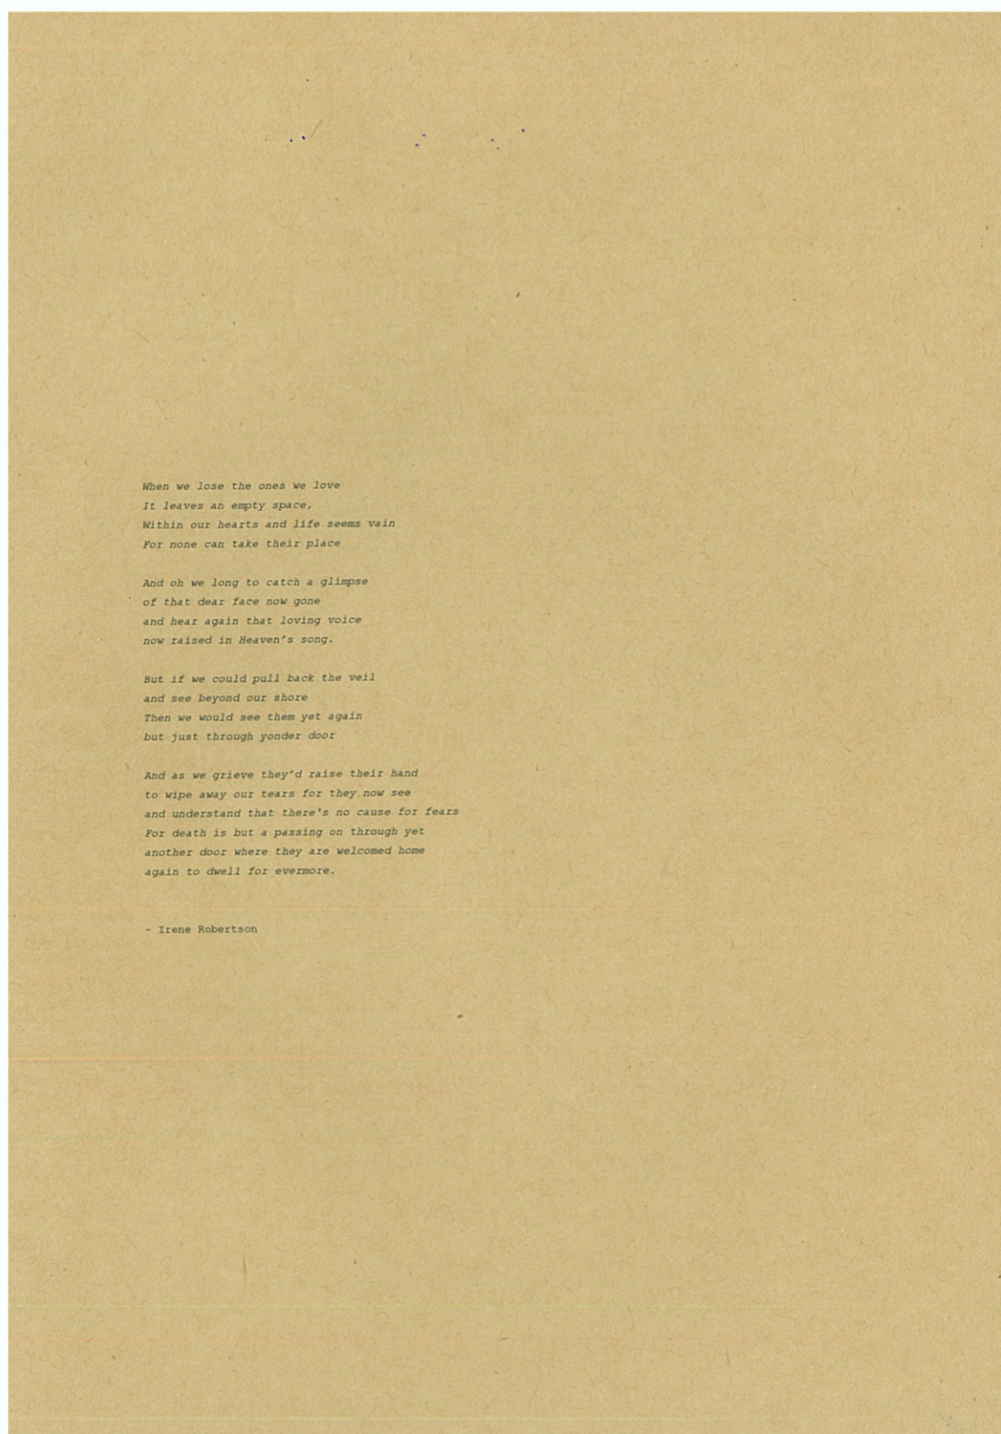 When we lose the ones we love
It leaves an empty space,
Within our hearts and life seems vain
For none can take their place
And oh we long to catch a glimpse
of that dear face now gone
and hear again that loving voice
now raised in Heaven's song.
But if we could pull back the veil
and see beyond our shore
Then we would see them yet again
but just through yonder door
And as we grieve they'd raise their hand
to wipe away our tears for they now see
and understand that there's no cause for fears
For death is but a passing on through yet
another door where they are welcomed home
again to dwell for evermore.
- Irene Robertson